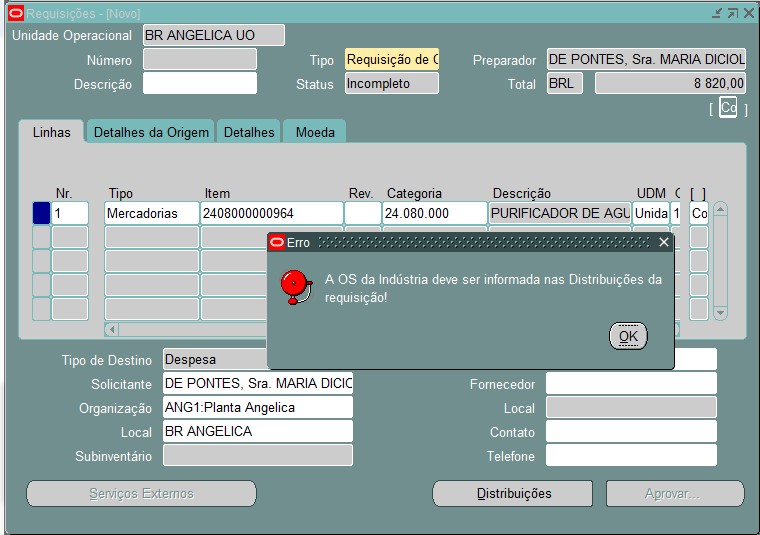 Requisições - [Novo]
Unidade Operacional BR ANGELICA UO
Número Tipo Requisição de C Preparador DE PONTES, Sra. MARIA DICIOL
Descrição Status Incompleto Total BRL 8 820,00
[ Co ]
Linhas Detalhes da Origem Detalhes Moeda
Nr. Tipo Item Rev. Categoria Descrição UDM [ ]
1 Mercadorias 2408000000964 24.080.000 PURIFICADOR DE AGU Unida 1 Co
Erro
A OS da Indústria deve ser informada nas Distribuições da
requisição!
OK
Tipo de Destino Despesa
Solicitante DE PONTES, Sra. MARIA DICIC Fornecedor
Organização ANG1:Planta Angelica Local
Local BR ANGELICA Contato
Subinventário Telefone
Serviços Externos Distribuições Aprovar...